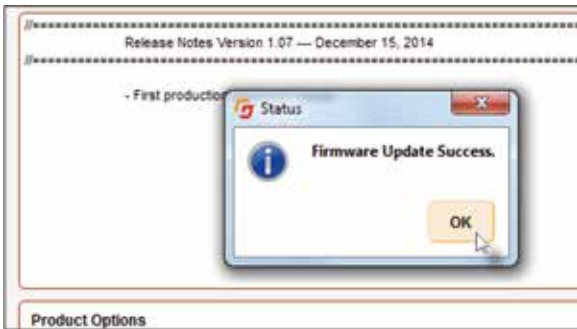 Release Notes Version 1.07 — December 15, 2014
- First production
Status
Firmware Update Success.
OK
Product Options